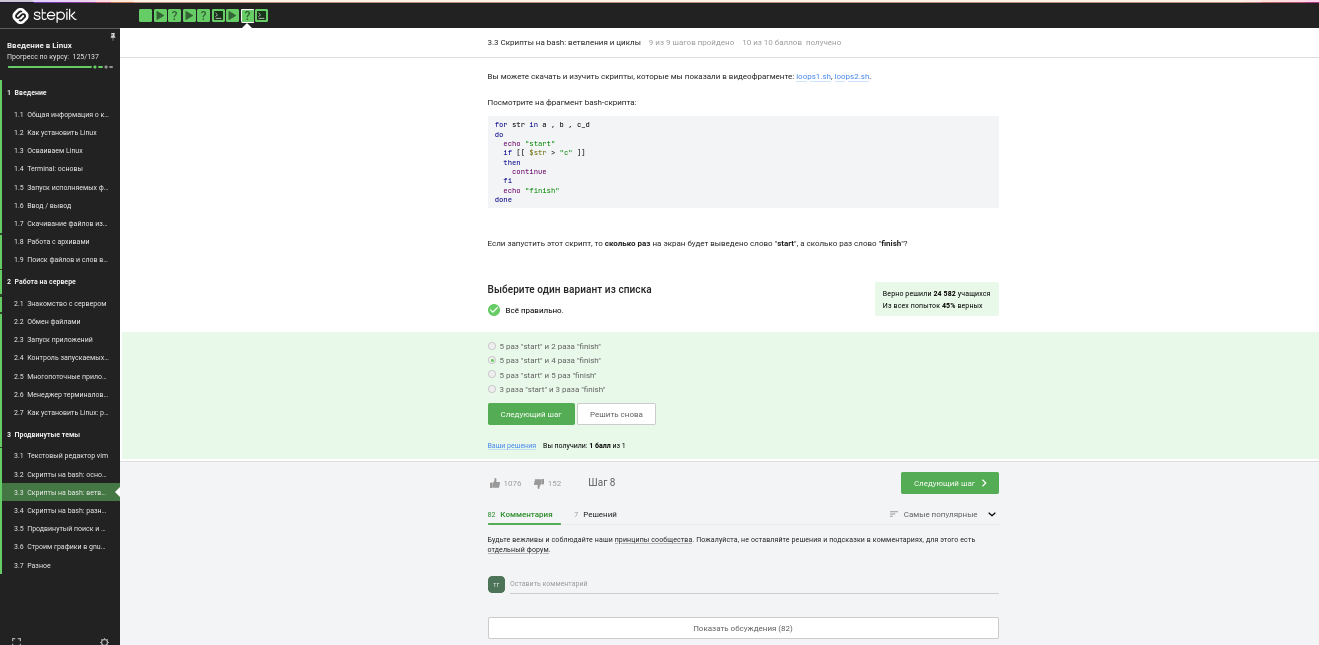 stepik
Введение в Linux
Прогресс по курсу: 125/137
1 Введение
1.1 Общая информация о к...
1.2 Как установить Linux
1.3 Осваиваем Linux
1.4 Terminal: основы
1.5 Запуск исполняемых ф...
1.6 Ввод / вывод
1.7 Скачивание файлов из...
1.8 Работа с архивами
1.9 Поиск файлов и слов в...
2 Работа на сервере
2.1 Знакомство с сервером
2.2 Обмен файлами
2.3 Запуск приложений
2.4 Контроль запускаемых...
2.5 Многопоточные прило...
2.6 Менеджер терминалов...
2.7 Как установить Linux: р...
3 Продвинутые темы
3.1 Текстовый редактор vim
3.2 Скрипты на bash: осно...
3.3 Скрипты на bash: ветв...
3.4 Скрипты на bash: разн...
3.5 Продвинутый поиск и ...
3.6 Строим графики в gnu...
3.7 Разное
3.3 Скрипты на bash: ветвления и циклы 9 из 9 шагов пройдено 10 из 10 баллов получено
Вы можете скачать и изучить скрипты, которые мы показали в видеофрагменте: loops1.sh, loops2.sh.
Посмотрите на фрагмент bash-скрипта:
for str in a , b , c_d
do
echo "start"
if [[ $str > "c" ]]
then
continue
fi
echo "finish"
done
Если запустить этот скрипт, то сколько раз на экран будет выведено слово "start", а сколько раз слово "finish"?
Выберите один вариант из списка
Всё правильно.
Верно решили 24 582 учащихся
Из всех попыток 45% верных
5 раз "start" и 2 раза "finish"
5 раз "start" и 4 раза "finish"
5 раз "start" и 5 раз "finish"
3 раза "start" и 3 раза "finish"
Следующий шаг
Решить снова
Ваши решения Вы получили: 1 балл из 1
1076 152 Шаг 8
Следующий шаг
82 Комментария 7 Решений
Самые популярные
Будьте вежливы и соблюдайте наши принципы сообщества. Пожалуйста, не оставляйте решения и подсказки в комментариях, для этого есть
отдельный форум.
ТГ
Оставить комментарий
Показать обсуждения (82)